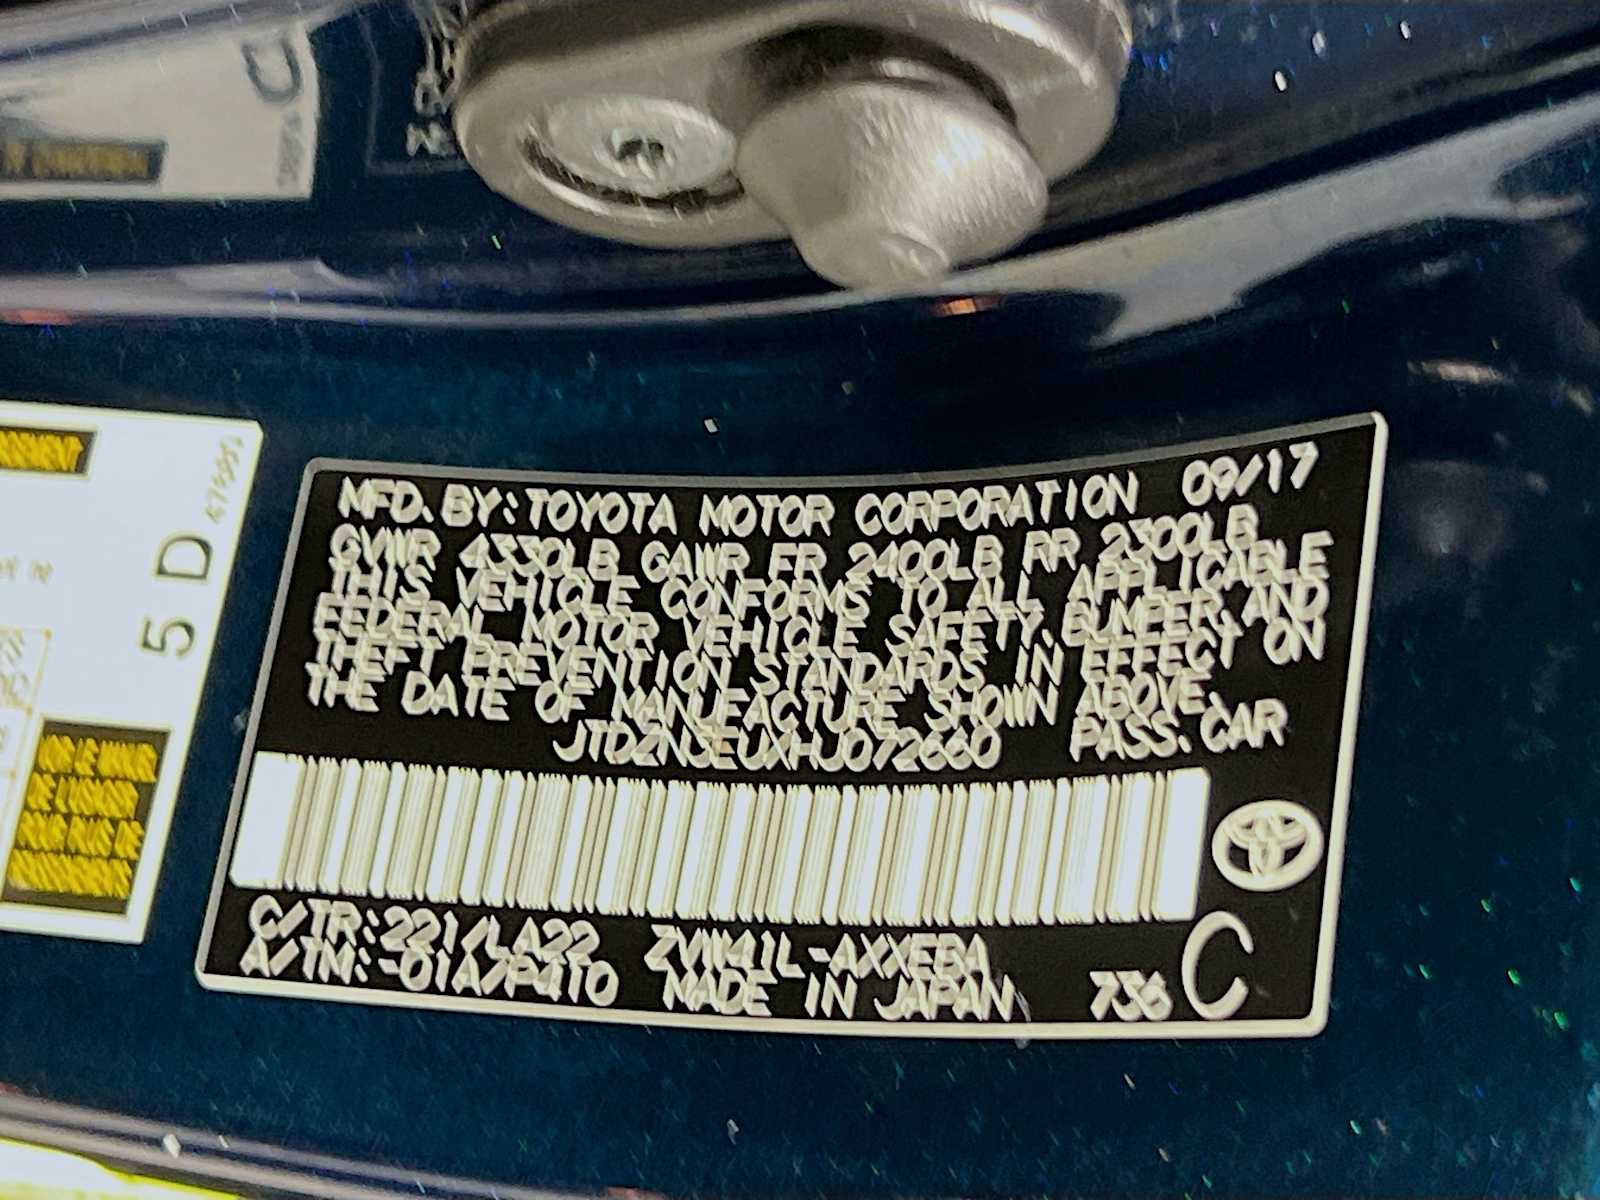 C
5 D
MFD. BY: TOYOTA MOTOR CORPORATION 09/17
GVWR 4330LB GAWR FR 2400LB RR 2300LB
THIS VEHICLE CONFORMS TO ALL APPLICABLE
FEDERAL MOTOR VEHICLE SAFETY, BUMPER, AND
THEFT PREVENTION STANDARDS IN EFFECT ON
THE DATE OF MANUFACTURE SHOWN ABOVE.
PASS. CAR
C/TR:221/LA22 ZVW41L-AXXEBA
A/TM:-01A/P410 MADE IN JAPAN 736 C